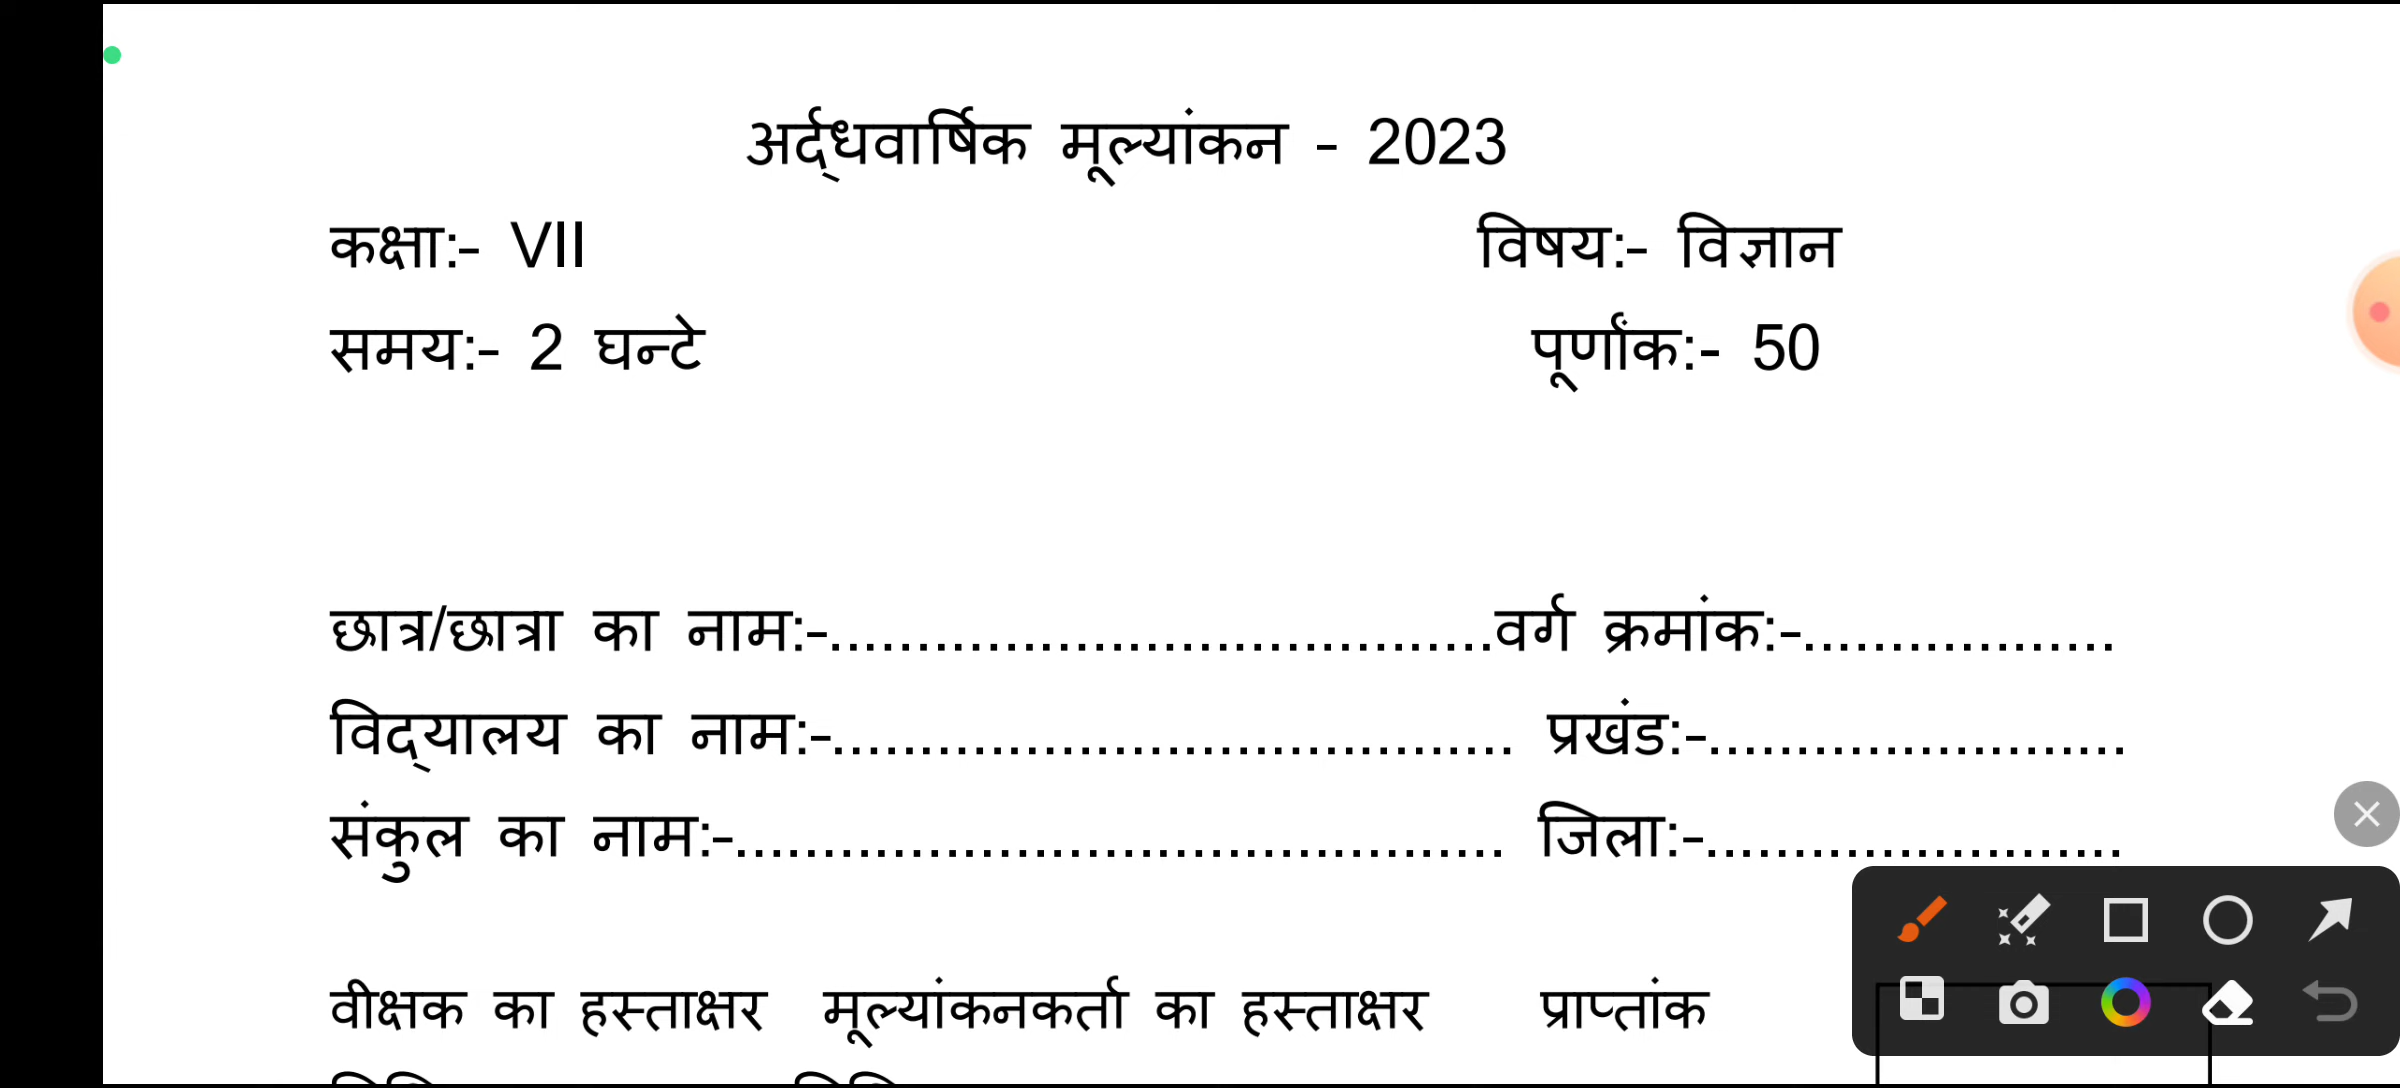 अर्द्धवार्षिक मूल्यांकन - 2023
कक्षा:- VII विषय:- विज्ञान
समय:- 2 घन्टे पूर्णांक:- 50
छात्र/छात्रा का नाम:-......................................वर्ग क्रमांक:-..................
विद्यालय का नाम:-....................................... प्रखंड:-........................
संकुल का नाम:-............................................ जिला:-........................
वीक्षक का हस्ताक्षर मूल्यांकनकर्ता का हस्ताक्षर प्राप्तांक